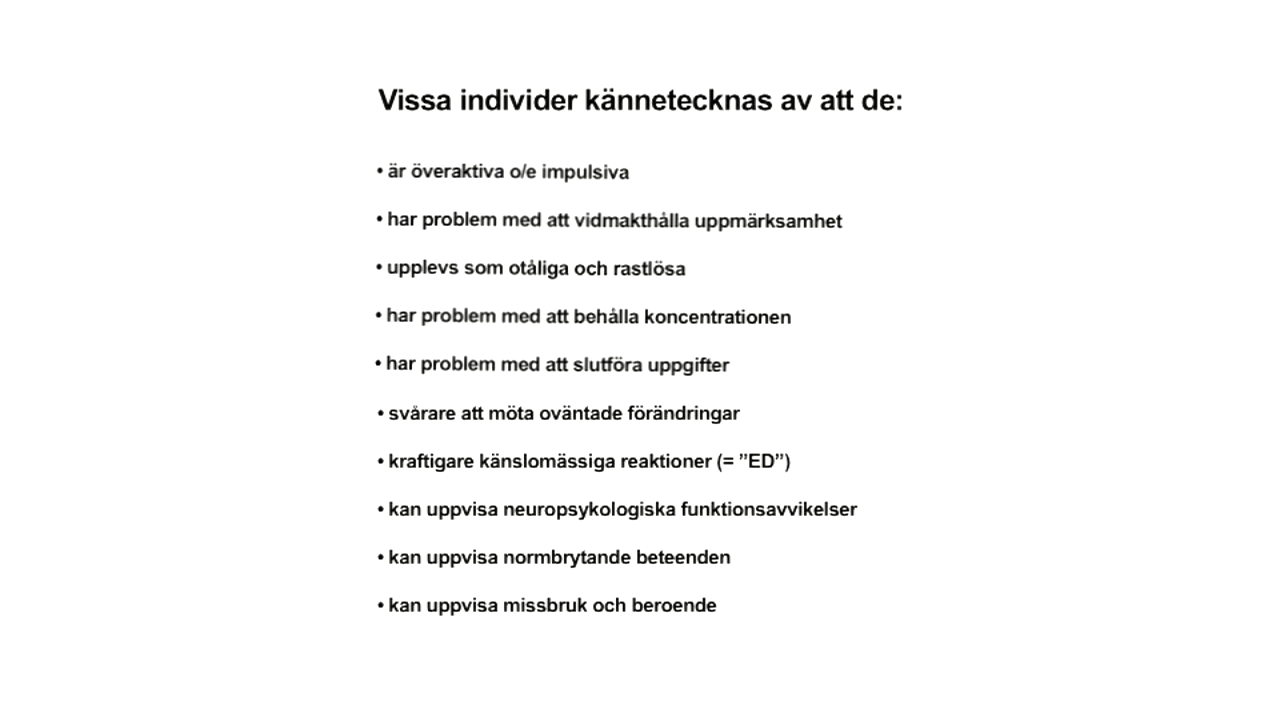 Vissa individer kännetecknas av att de:
• är överaktiva o/e impulsiva
• har problem med att vidmakthålla uppmärksamhet
• upplevs som otåliga och rastlösa
• har problem med att behålla koncentrationen
• har problem med att slutföra uppgifter
• svårare att möta oväntade förändringar
• kraftigare känslomässiga reaktioner (= ”ED”)
• kan uppvisa neuropsykologiska funktionsavvikelser
• kan uppvisa normbrytande beteenden
• kan uppvisa missbruk och beroende